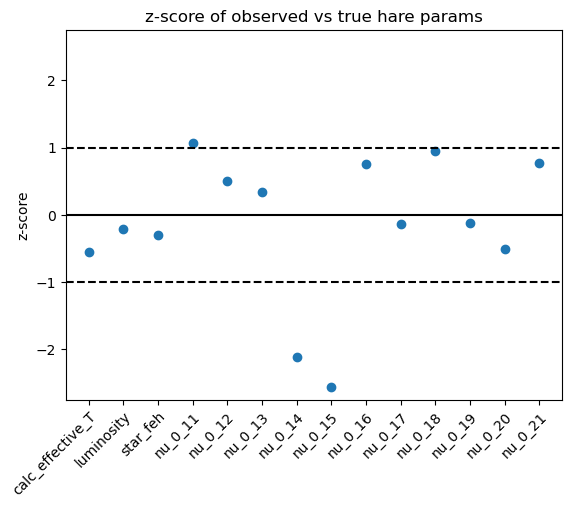 z-score of observed vs true hare params
z-score
2
1
0
−1
−2
calc_effective_T
luminosity
star_feh
nu_0_11
nu_0_12
nu_0_13
nu_0_14
nu_0_15
nu_0_16
nu_0_17
nu_0_18
nu_0_19
nu_0_20
nu_0_21